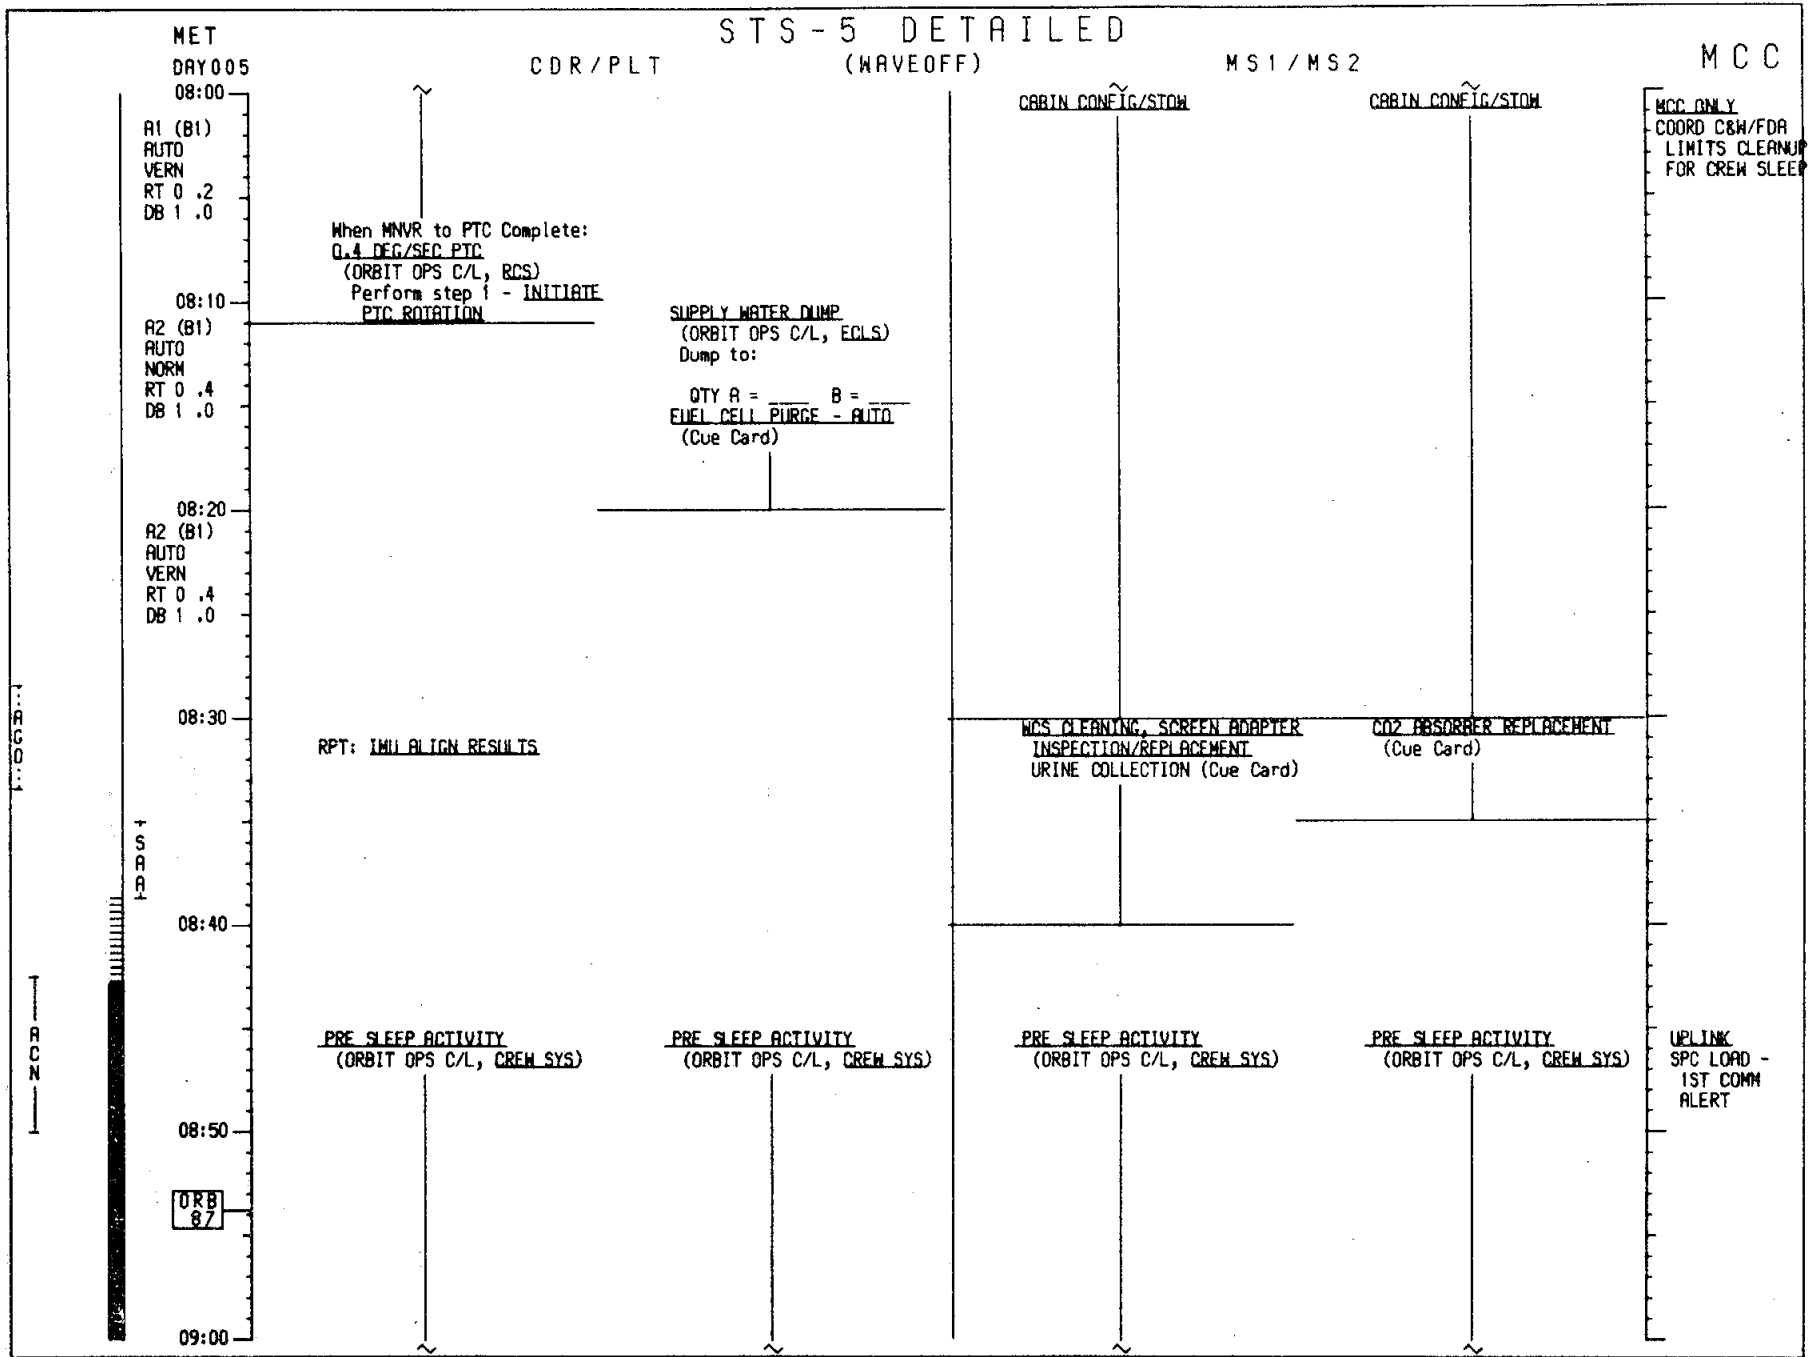 STS-5 DETAILED
(WAVEOFF)
MET
DAY005
CDR/PLT
MS1/MS2
MCC
08:00
A1 (B1)
AUTO
VERN
RT 0 .2
DB 1 .0
When MNVR to PTC Complete:
0.4 DEG/SEC PTC
(ORBIT OPS C/L, RCS)
Perform step 1 - INITIATE
PTC ROTATION
CABIN CONFIG/STOW
CABIN CONFIG/STOW
MCC ONLY
COORD C&W/FDA
LIMITS CLEANUP
FOR CREW SLEEP
08:10
A2 (B1)
AUTO
NORM
RT 0 .4
DB 1 .0
SUPPLY WATER DUMP
(ORBIT OPS C/L, ECLS)
Dump to:
QTY A = ____ B = ____
FUEL CELL PURGE - AUTO
(Cue Card)
08:20
A2 (B1)
AUTO
VERN
RT 0 .4
DB 1 .0
AGO
08:30
RPT: IMU ALIGN RESULTS
WCS CLEANING, SCREEN ADAPTER
INSPECTION/REPLACEMENT
URINE COLLECTION (Cue Card)
CO2 ABSORBER REPLACEMENT
(Cue Card)
SAA
08:40
ACN
PRE SLEEP ACTIVITY
(ORBIT OPS C/L, CREW SYS)
PRE SLEEP ACTIVITY
(ORBIT OPS C/L, CREW SYS)
PRE SLEEP ACTIVITY
(ORBIT OPS C/L, CREW SYS)
PRE SLEEP ACTIVITY
(ORBIT OPS C/L, CREW SYS)
UPLINK
SPC LOAD -
1ST COMM
ALERT
08:50
ORB
87
09:00